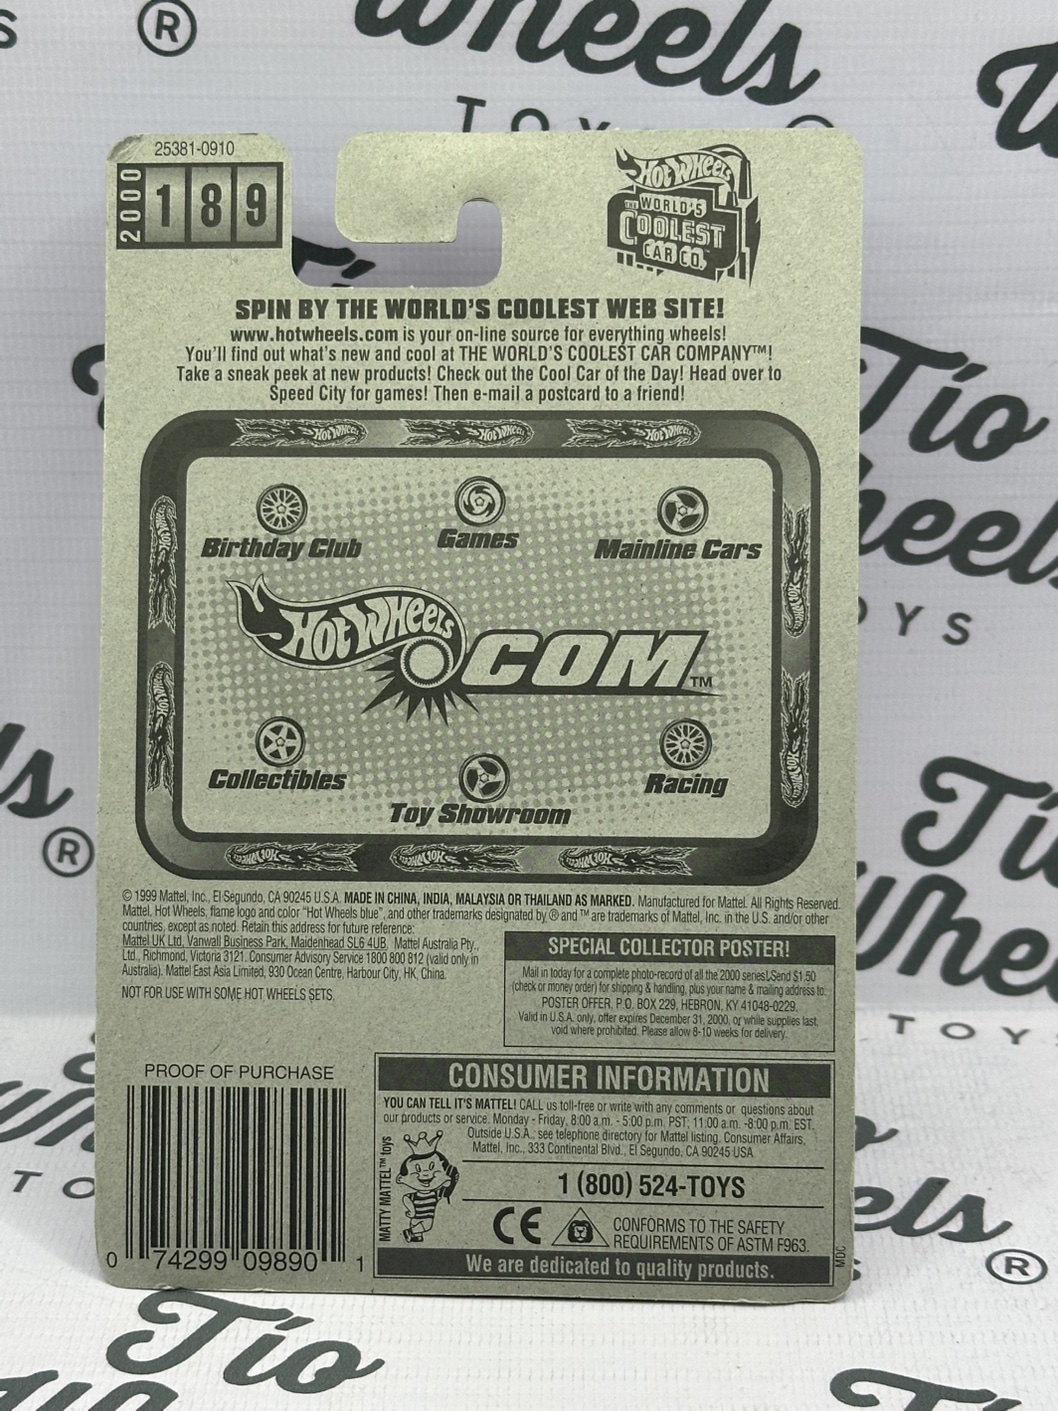 wheels
®
TOYS
25381-0910
2000
189
HOT WHEELS
THE WORLD'S
COOLEST
CAR CO.™
SPIN BY THE WORLD'S COOLEST WEB SITE!
www.hotwheels.com is your on-line source for everything wheels!
You'll find out what's new and cool at THE WORLD'S COOLEST CAR COMPANY™!
Take a sneak peek at new products! Check out the Cool Car of the Day! Head over to
Speed City for games! Then e-mail a postcard to a friend!
HOT WHEELS HOT WHEELS HOT WHEELS
Birthday Club
Games
Mainline Cars
HOT WHEELS
.COM™
Collectibles
Toy Showroom
Racing
HOT WHEELS HOT WHEELS HOT WHEELS
© 1999 Mattel, Inc., El Segundo, CA 90245 U.S.A. MADE IN CHINA, INDIA, MALAYSIA OR THAILAND AS MARKED. Manufactured for Mattel. All Rights Reserved.
Mattel, Hot Wheels, flame logo and color "Hot Wheels blue", and other trademarks designated by ® and ™ are trademarks of Mattel, Inc. in the U.S. and/or other
countries, except as noted. Retain this address for future reference:
Mattel UK Ltd, Vanwall Business Park, Maidenhead SL6 4UB. Mattel Australia Pty.,
Ltd., Richmond, Victoria 3121. Consumer Advisory Service 1800 800 812 (valid only in
Australia). Mattel East Asia Limited, 930 Ocean Centre, Harbour City, HK, China.
NOT FOR USE WITH SOME HOT WHEELS SETS.
SPECIAL COLLECTOR POSTER!
Mail in today for a complete photo-record of all the 2000 series! Send $1.50
(check or money order) for shipping & handling, plus your name & mailing address to:
POSTER OFFER, P.O. BOX 229, HEBRON, KY 41048-0229.
Valid in U.S.A. only, offer expires December 31, 2000, or while supplies last,
void where prohibited. Please allow 8-10 weeks for delivery.
PROOF OF PURCHASE
0 74299 09890 1
CONSUMER INFORMATION
YOU CAN TELL IT'S MATTEL! CALL us toll-free or write with any comments or questions about
our products or service. Monday - Friday, 8:00 a.m. - 5:00 p.m. PST, 11:00 a.m. -8:00 p.m. EST.
Outside U.S.A., see telephone directory for Mattel listing. Consumer Affairs,
Mattel, Inc., 333 Continental Blvd., El Segundo, CA 90245 USA
MATTY MATTEL™ toys
1 (800) 524-TOYS
CE
CONFORMS TO THE SAFETY
REQUIREMENTS OF ASTM F963.
We are dedicated to quality products.
MDC
Tio
Wheels
TOYS
®
Tio